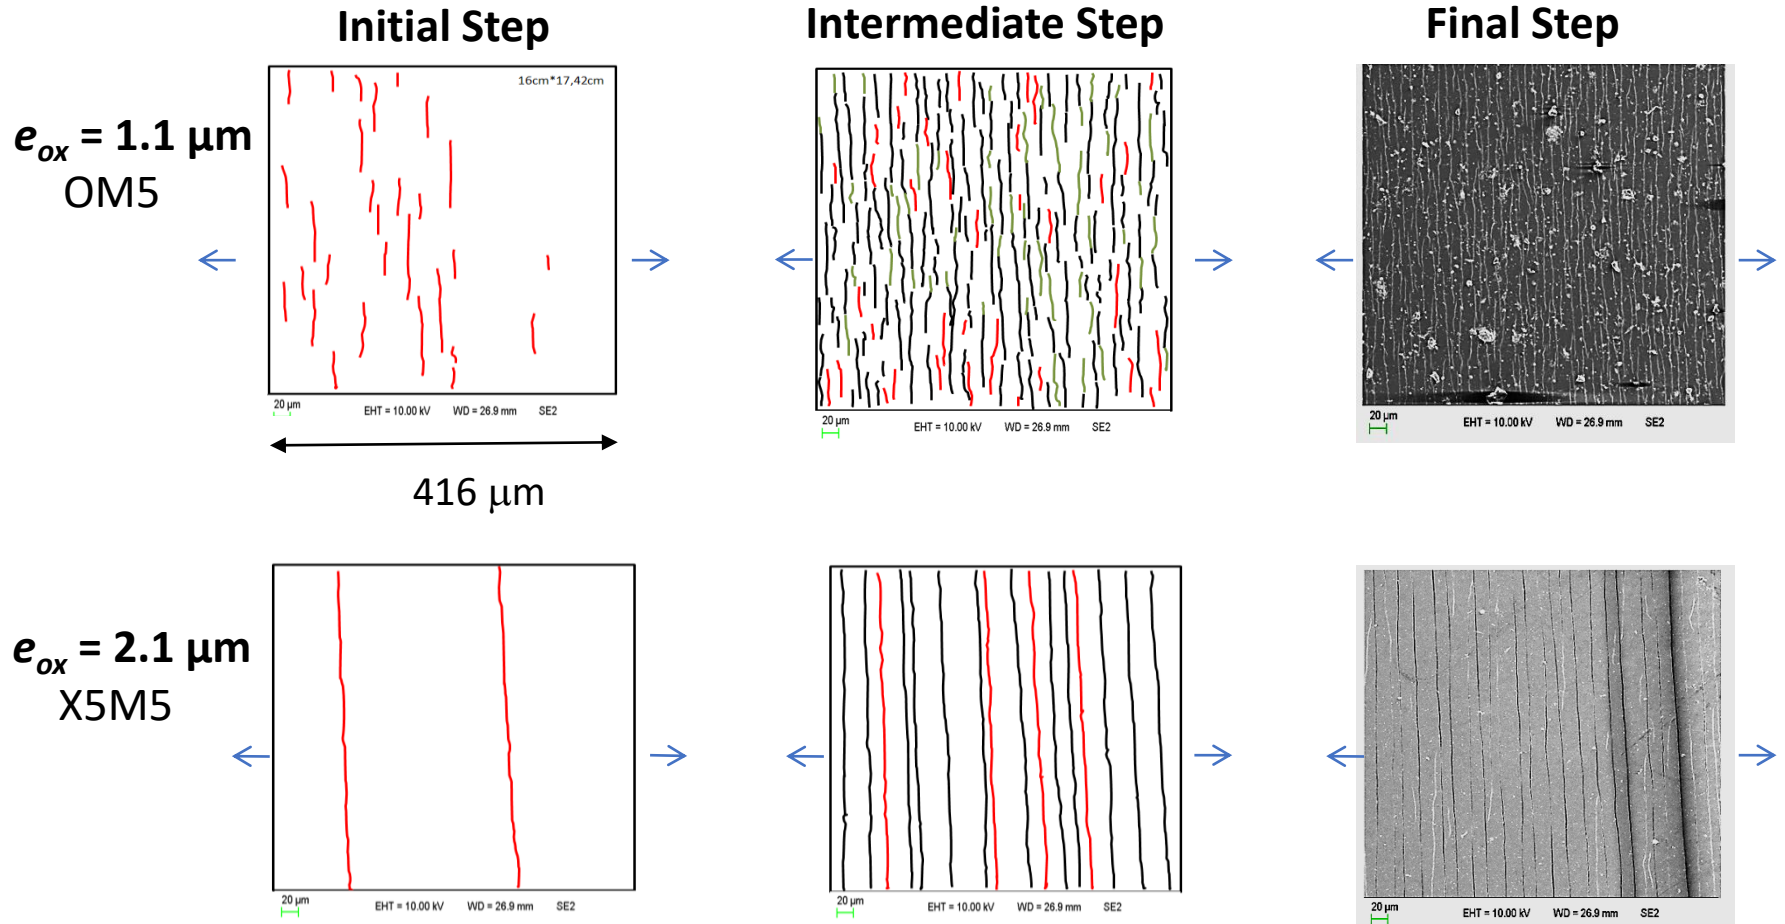 Initial Step
Intermediate Step
Final Step
eox = 1.1 µm
OM5
16cm*17,42cm
20 µm
EHT = 10.00 kV WD = 26.9 mm SE2
20 µm
EHT = 10.00 kV WD = 26.9 mm SE2
20 µm
EHT = 10.00 kV WD = 26.9 mm SE2
416 µm
eox = 2.1 µm
X5M5
20 µm
EHT = 10.00 kV WD = 26.9 mm SE2
20 µm
EHT = 10.00 kV WD = 26.9 mm SE2
20 µm
EHT = 10.00 kV WD = 26.9 mm SE2